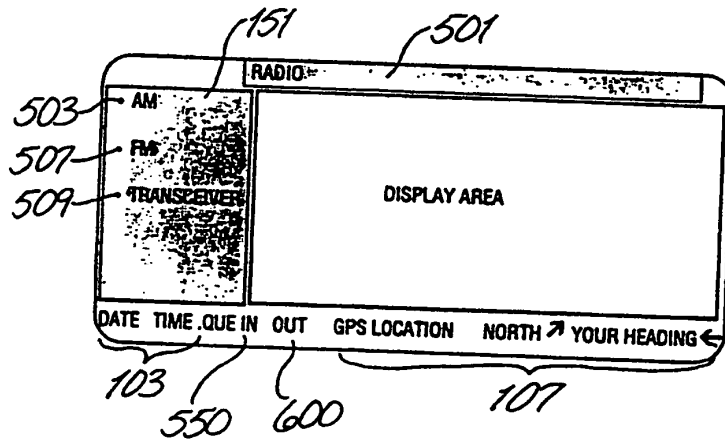 151
501
RADIO
503
AM
507
FM
509
TRANSCEIVER
DISPLAY AREA
DATE TIME .QUE IN OUT GPS LOCATION NORTH ↗ YOUR HEADING ←
103
550
600
107